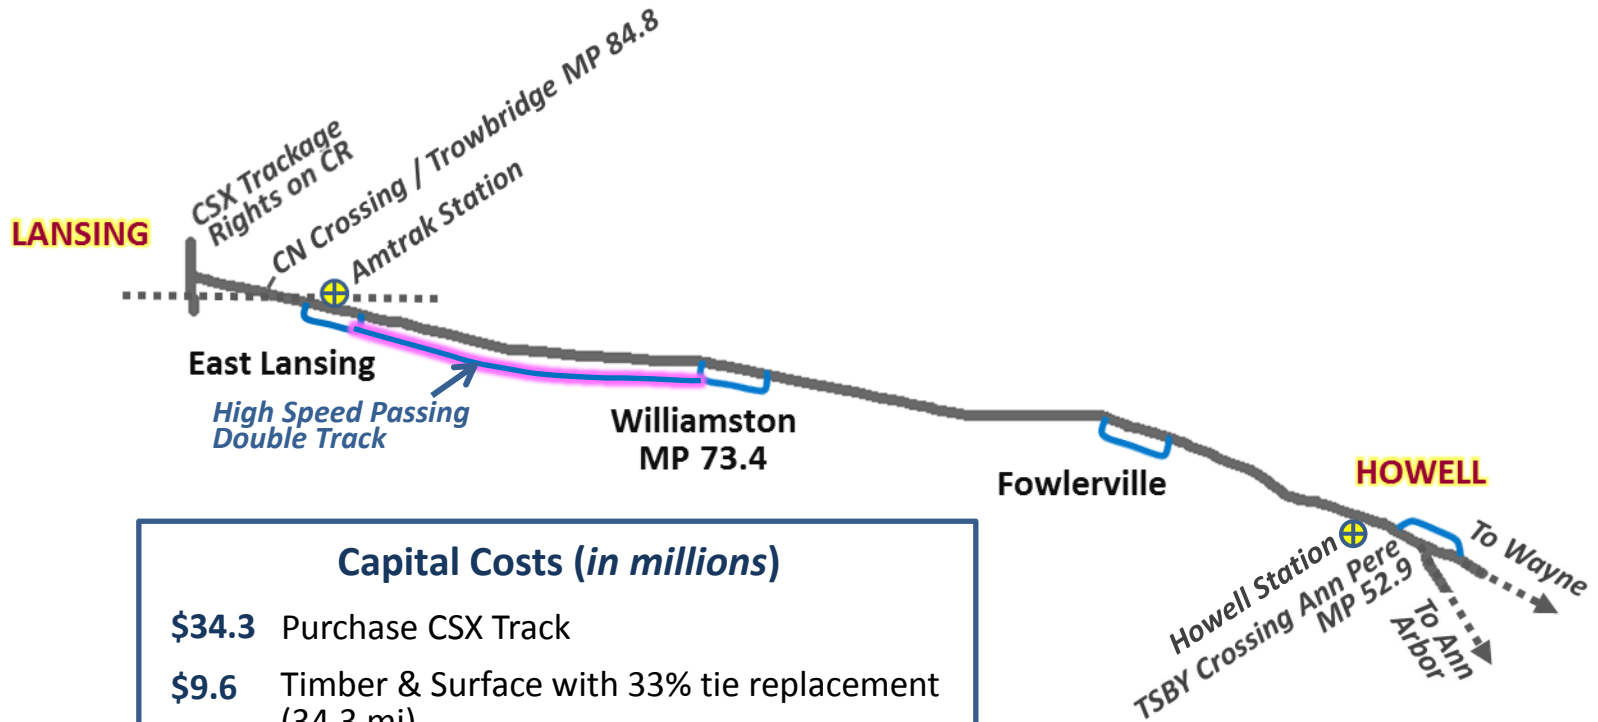 CSX Trackage
Rights on CR
CN Crossing / Trowbridge MP 84.8
Amtrak Station
LANSING
East Lansing
High Speed Passing
Double Track
Williamston
MP 73.4
Fowlerville
HOWELL
To Wayne
Howell Station
TSBY Crossing Ann Pere
MP 52.9
To Ann
Arbor
Capital Costs (in millions)
$34.3 Purchase CSX Track
$9.6 Timber & Surface with 33% tie replacement
(34.3 mi)